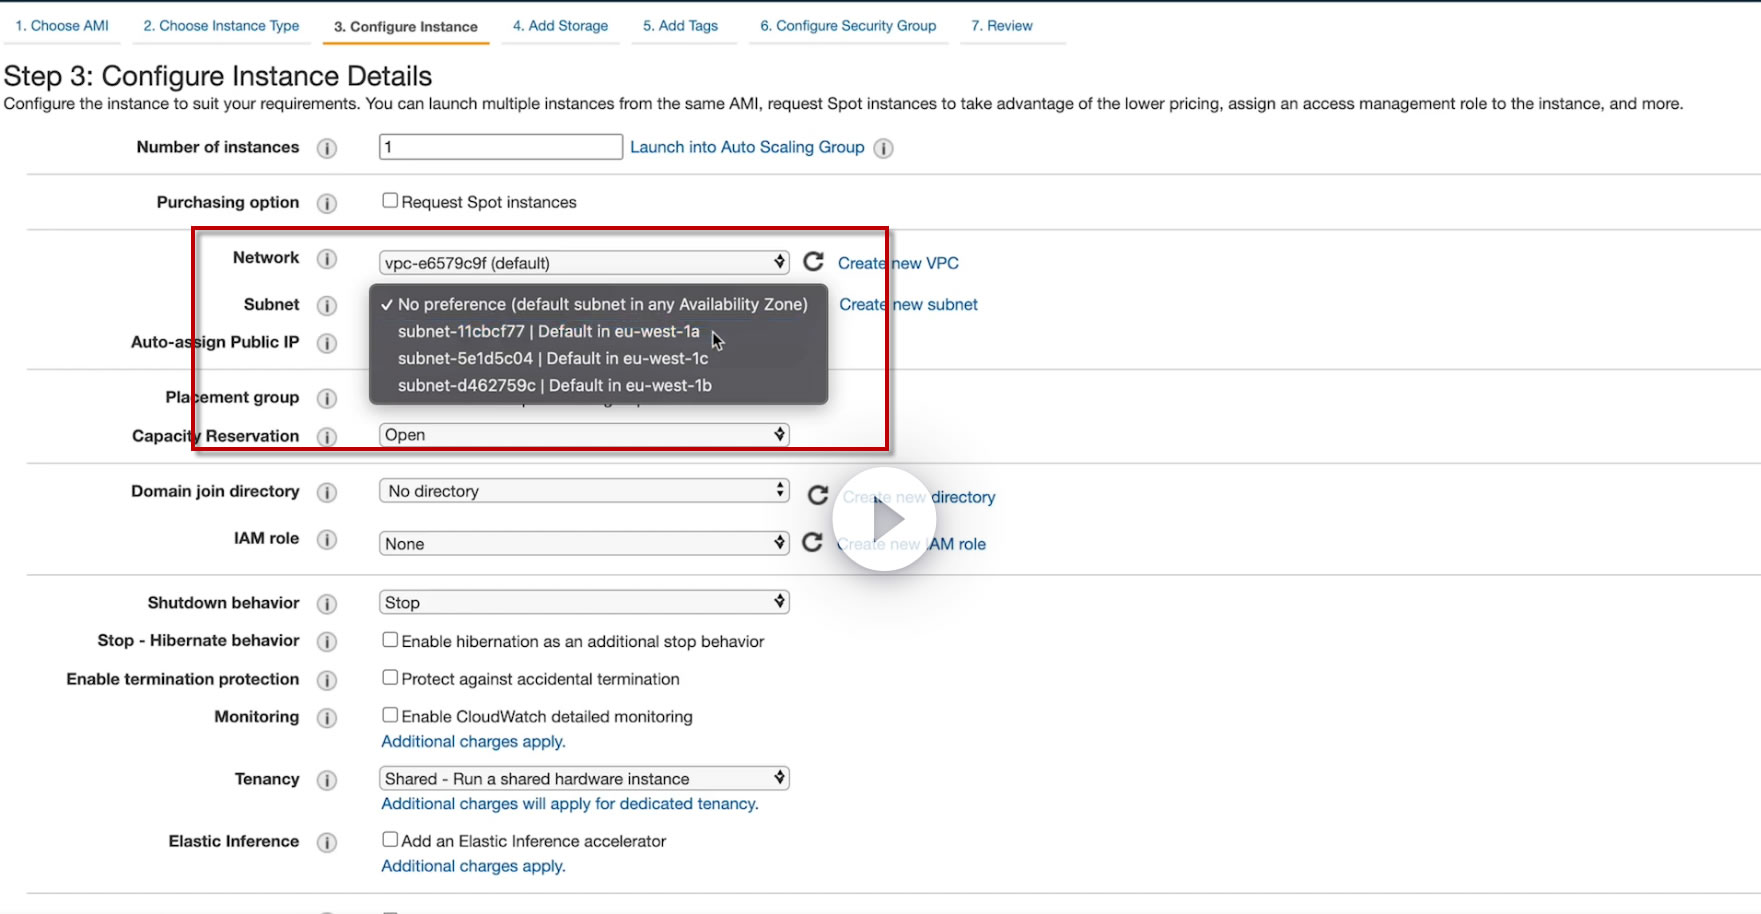 1. Choose AMI 2. Choose Instance Type 3. Configure Instance 4. Add Storage 5. Add Tags 6. Configure Security Group 7. Review
Step 3: Configure Instance Details
Configure the instance to suit your requirements. You can launch multiple instances from the same AMI, request Spot instances to take advantage of the lower pricing, assign an access management role to the instance, and more.
Number of instances 1 Launch into Auto Scaling Group
Purchasing option Request Spot instances
Network vpc-e6579c9f (default) Create new VPC
Subnet ✓ No preference (default subnet in any Availability Zone) Create new subnet
subnet-11cbcf77 | Default in eu-west-1a
Auto-assign Public IP
subnet-5e1d5c04 | Default in eu-west-1c
subnet-d462759c | Default in eu-west-1b
Placement group
Capacity Reservation Open
Domain join directory No directory Create new directory
IAM role None Create new IAM role
Shutdown behavior Stop
Stop - Hibernate behavior Enable hibernation as an additional stop behavior
Enable termination protection Protect against accidental termination
Monitoring Enable CloudWatch detailed monitoring
Additional charges apply.
Tenancy Shared - Run a shared hardware instance
Additional charges will apply for dedicated tenancy.
Elastic Inference Add an Elastic Inference accelerator
Additional charges apply.